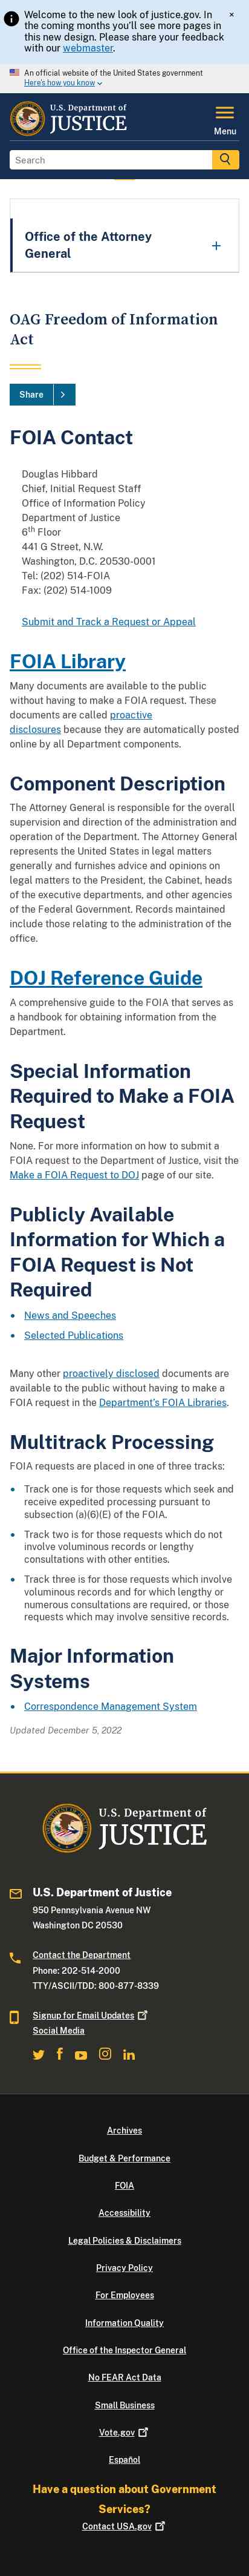 Welcome to the new look of justice.gov. In
the coming months you'll see more pages in
this new design. Please share your feedback
with our webmaster.
×
An official website of the United States government
Here's how you know
U.S. Department of
JUSTICE
Menu
Search
Office of the Attorney
General
OAG Freedom of Information
Act
Share
FOIA Contact
Douglas Hibbard
Chief, Initial Request Staff
Office of Information Policy
Department of Justice
6th Floor
441 G Street, N.W.
Washington, D.C. 20530-0001
Tel: (202) 514-FOIA
Fax: (202) 514-1009
Submit and Track a Request or Appeal
FOIA Library
Many documents are available to the public
without having to make a FOIA request. These
documents are called proactive
disclosures because they are automatically posted
online by all Department components.
Component Description
The Attorney General is responsible for the overall
supervision and direction of the administration and
operation of the Department. The Attorney General
represents the United States in legal matters
generally and furnishes advice and opinions on
legal matters to the President, the Cabinet, heads
of the executive departments, and other agencies
of the Federal Government. Records maintained
include those relating to the administration of the
office.
DOJ Reference Guide
A comprehensive guide to the FOIA that serves as
a handbook for obtaining information from the
Department.
Special Information
Required to Make a FOIA
Request
None. For more information on how to submit a
FOIA request to the Department of Justice, visit the
Make a FOIA Request to DOJ page of our site.
Publicly Available
Information for Which a
FOIA Request is Not
Required
• News and Speeches
• Selected Publications
Many other proactively disclosed documents are
available to the public without having to make a
FOIA request in the Department's FOIA Libraries.
Multitrack Processing
FOIA requests are placed in one of three tracks:
• Track one is for those requests which seek and
receive expedited processing pursuant to
subsection (a)(6)(E) of the FOIA.
• Track two is for those requests which do not
involve voluminous records or lengthy
consultations with other entities.
• Track three is for those requests which involve
voluminous records and for which lengthy or
numerous consultations are required, or those
requests which may involve sensitive records.
Major Information
Systems
• Correspondence Management System
Updated December 5, 2022
U.S. Department of
JUSTICE
U.S. Department of Justice
950 Pennsylvania Avenue NW
Washington DC 20530
Contact the Department
Phone: 202-514-2000
TTY/ASCII/TDD: 800-877-8339
Signup for Email Updates
Social Media
Archives
Budget & Performance
FOIA
Accessibility
Legal Policies & Disclaimers
Privacy Policy
For Employees
Information Quality
Office of the Inspector General
No FEAR Act Data
Small Business
Vote.gov
Español
Have a question about Government
Services?
Contact USA.gov